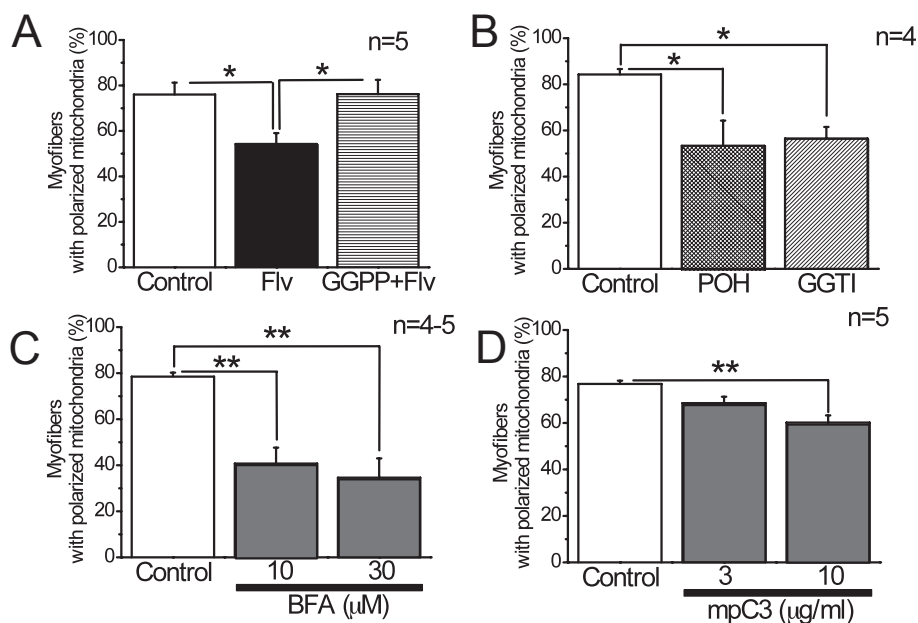 A
n=5
Myofibers
with polarized mitochondria (%)
100
80
60
40
20
0
*
*
Control
Flv
GGPP+Flv
B
n=4
Myofibers
with polarized mitochondria (%)
100
80
60
40
20
0
*
*
Control
POH
GGTI
C
n=4-5
Myofibers
with polarized mitochondria (%)
100
80
60
40
20
0
**
**
Control
10
30
BFA (μM)
D
n=5
Myofibers
with polarized mitochondria (%)
100
80
60
40
20
0
**
Control
3
10
mpC3 (μg/ml)